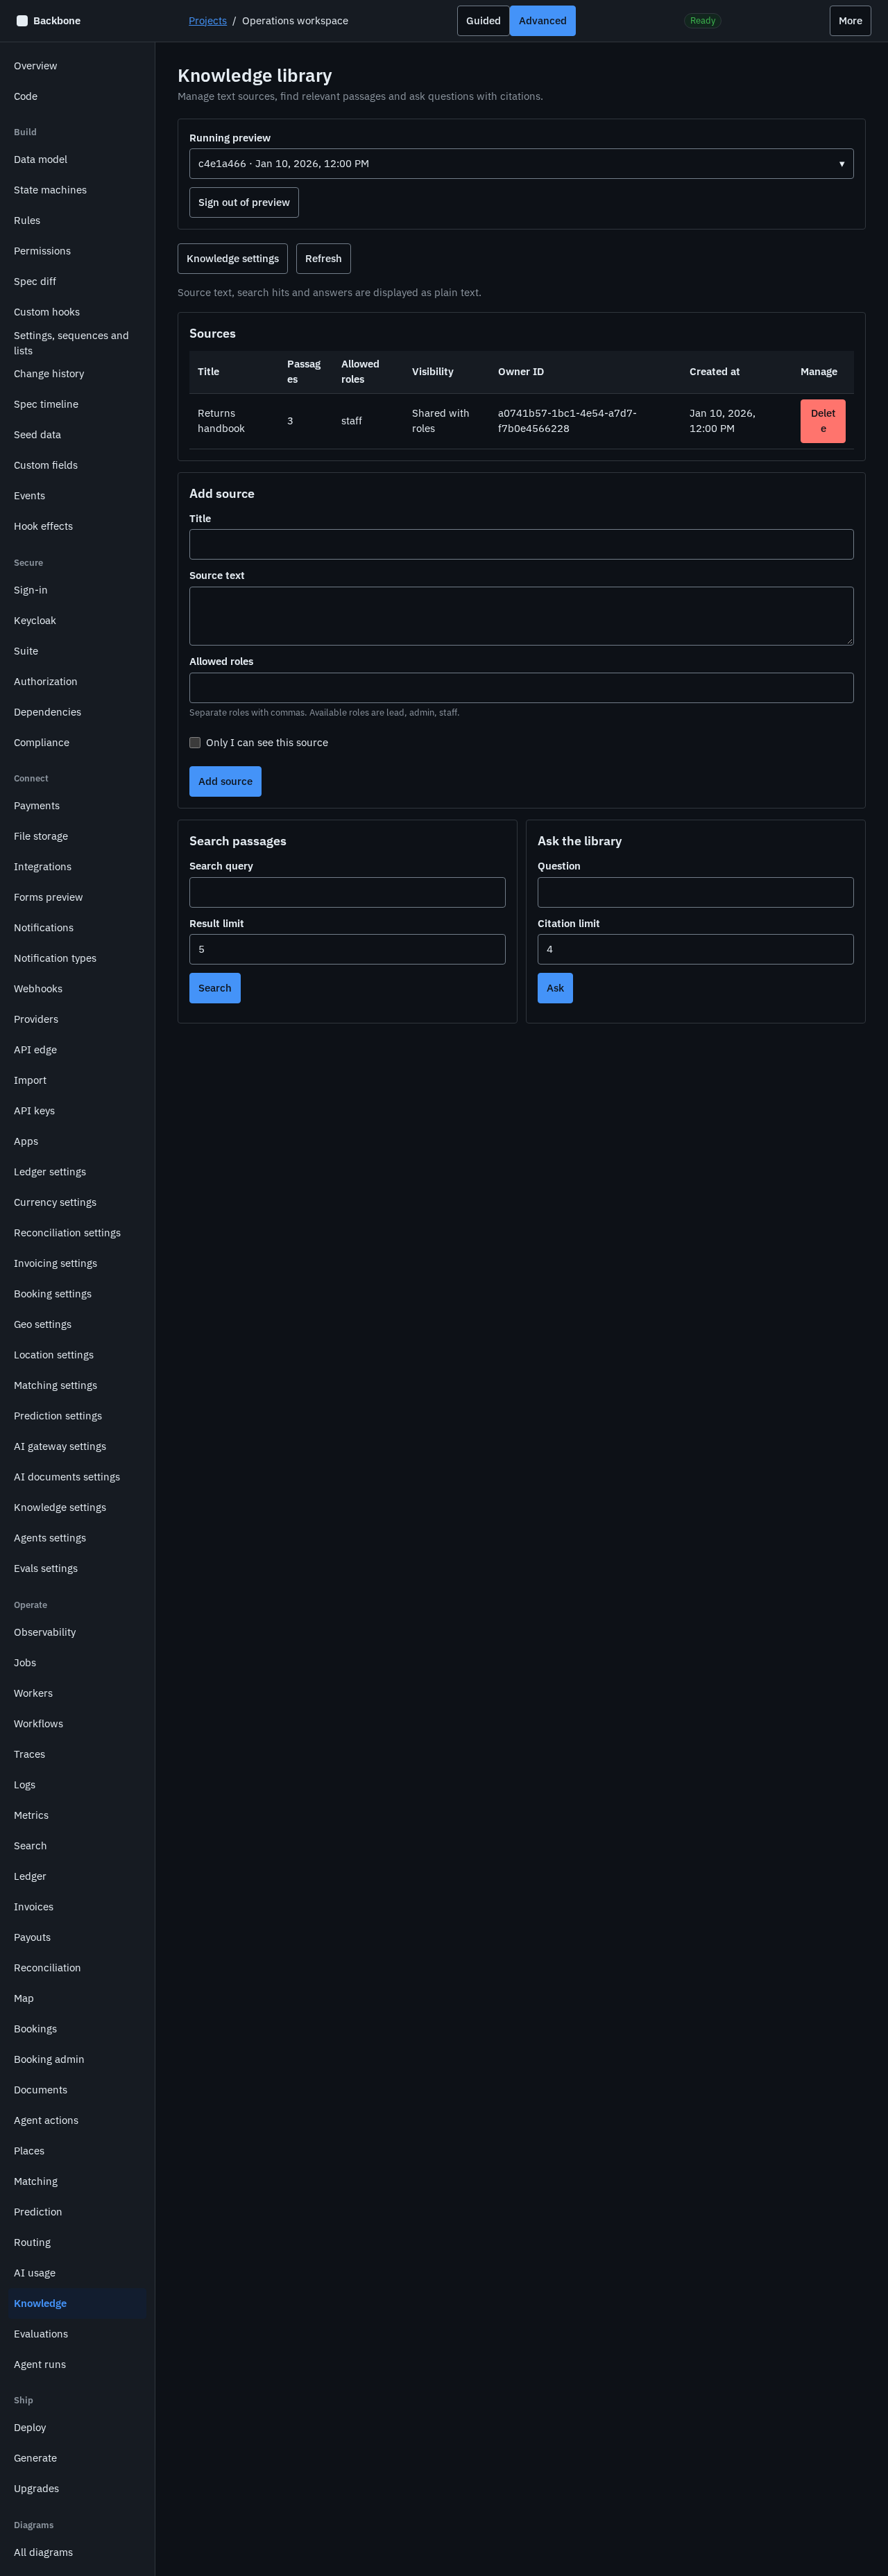 Backbone
Projects / Operations workspace
Guided
Advanced
Ready
More
Overview
Code
Build
Data model
State machines
Rules
Permissions
Spec diff
Custom hooks
Settings, sequences and
lists
Change history
Spec timeline
Seed data
Custom fields
Events
Hook effects
Secure
Sign-in
Keycloak
Suite
Authorization
Dependencies
Compliance
Connect
Payments
File storage
Integrations
Forms preview
Notifications
Notification types
Webhooks
Providers
API edge
Import
API keys
Apps
Ledger settings
Currency settings
Reconciliation settings
Invoicing settings
Booking settings
Geo settings
Location settings
Matching settings
Prediction settings
AI gateway settings
AI documents settings
Knowledge settings
Agents settings
Evals settings
Operate
Observability
Jobs
Workers
Workflows
Traces
Logs
Metrics
Search
Ledger
Invoices
Payouts
Reconciliation
Map
Bookings
Booking admin
Documents
Agent actions
Places
Matching
Prediction
Routing
AI usage
Knowledge
Evaluations
Agent runs
Ship
Deploy
Generate
Upgrades
Diagrams
All diagrams
Knowledge library
Manage text sources, find relevant passages and ask questions with citations.
Running preview
c4e1a466 · Jan 10, 2026, 12:00 PM
Sign out of preview
Knowledge settings
Refresh
Source text, search hits and answers are displayed as plain text.
Sources
Title
Passag
es
Allowed
roles
Visibility
Owner ID
Created at
Manage
Returns
handbook
3
staff
Shared with
roles
a0741b57-1bc1-4e54-a7d7-
f7b0e4566228
Jan 10, 2026,
12:00 PM
Delet
e
Add source
Title
Source text
Allowed roles
Separate roles with commas. Available roles are lead, admin, staff.
Only I can see this source
Add source
Search passages
Search query
Result limit
5
Search
Ask the library
Question
Citation limit
4
Ask